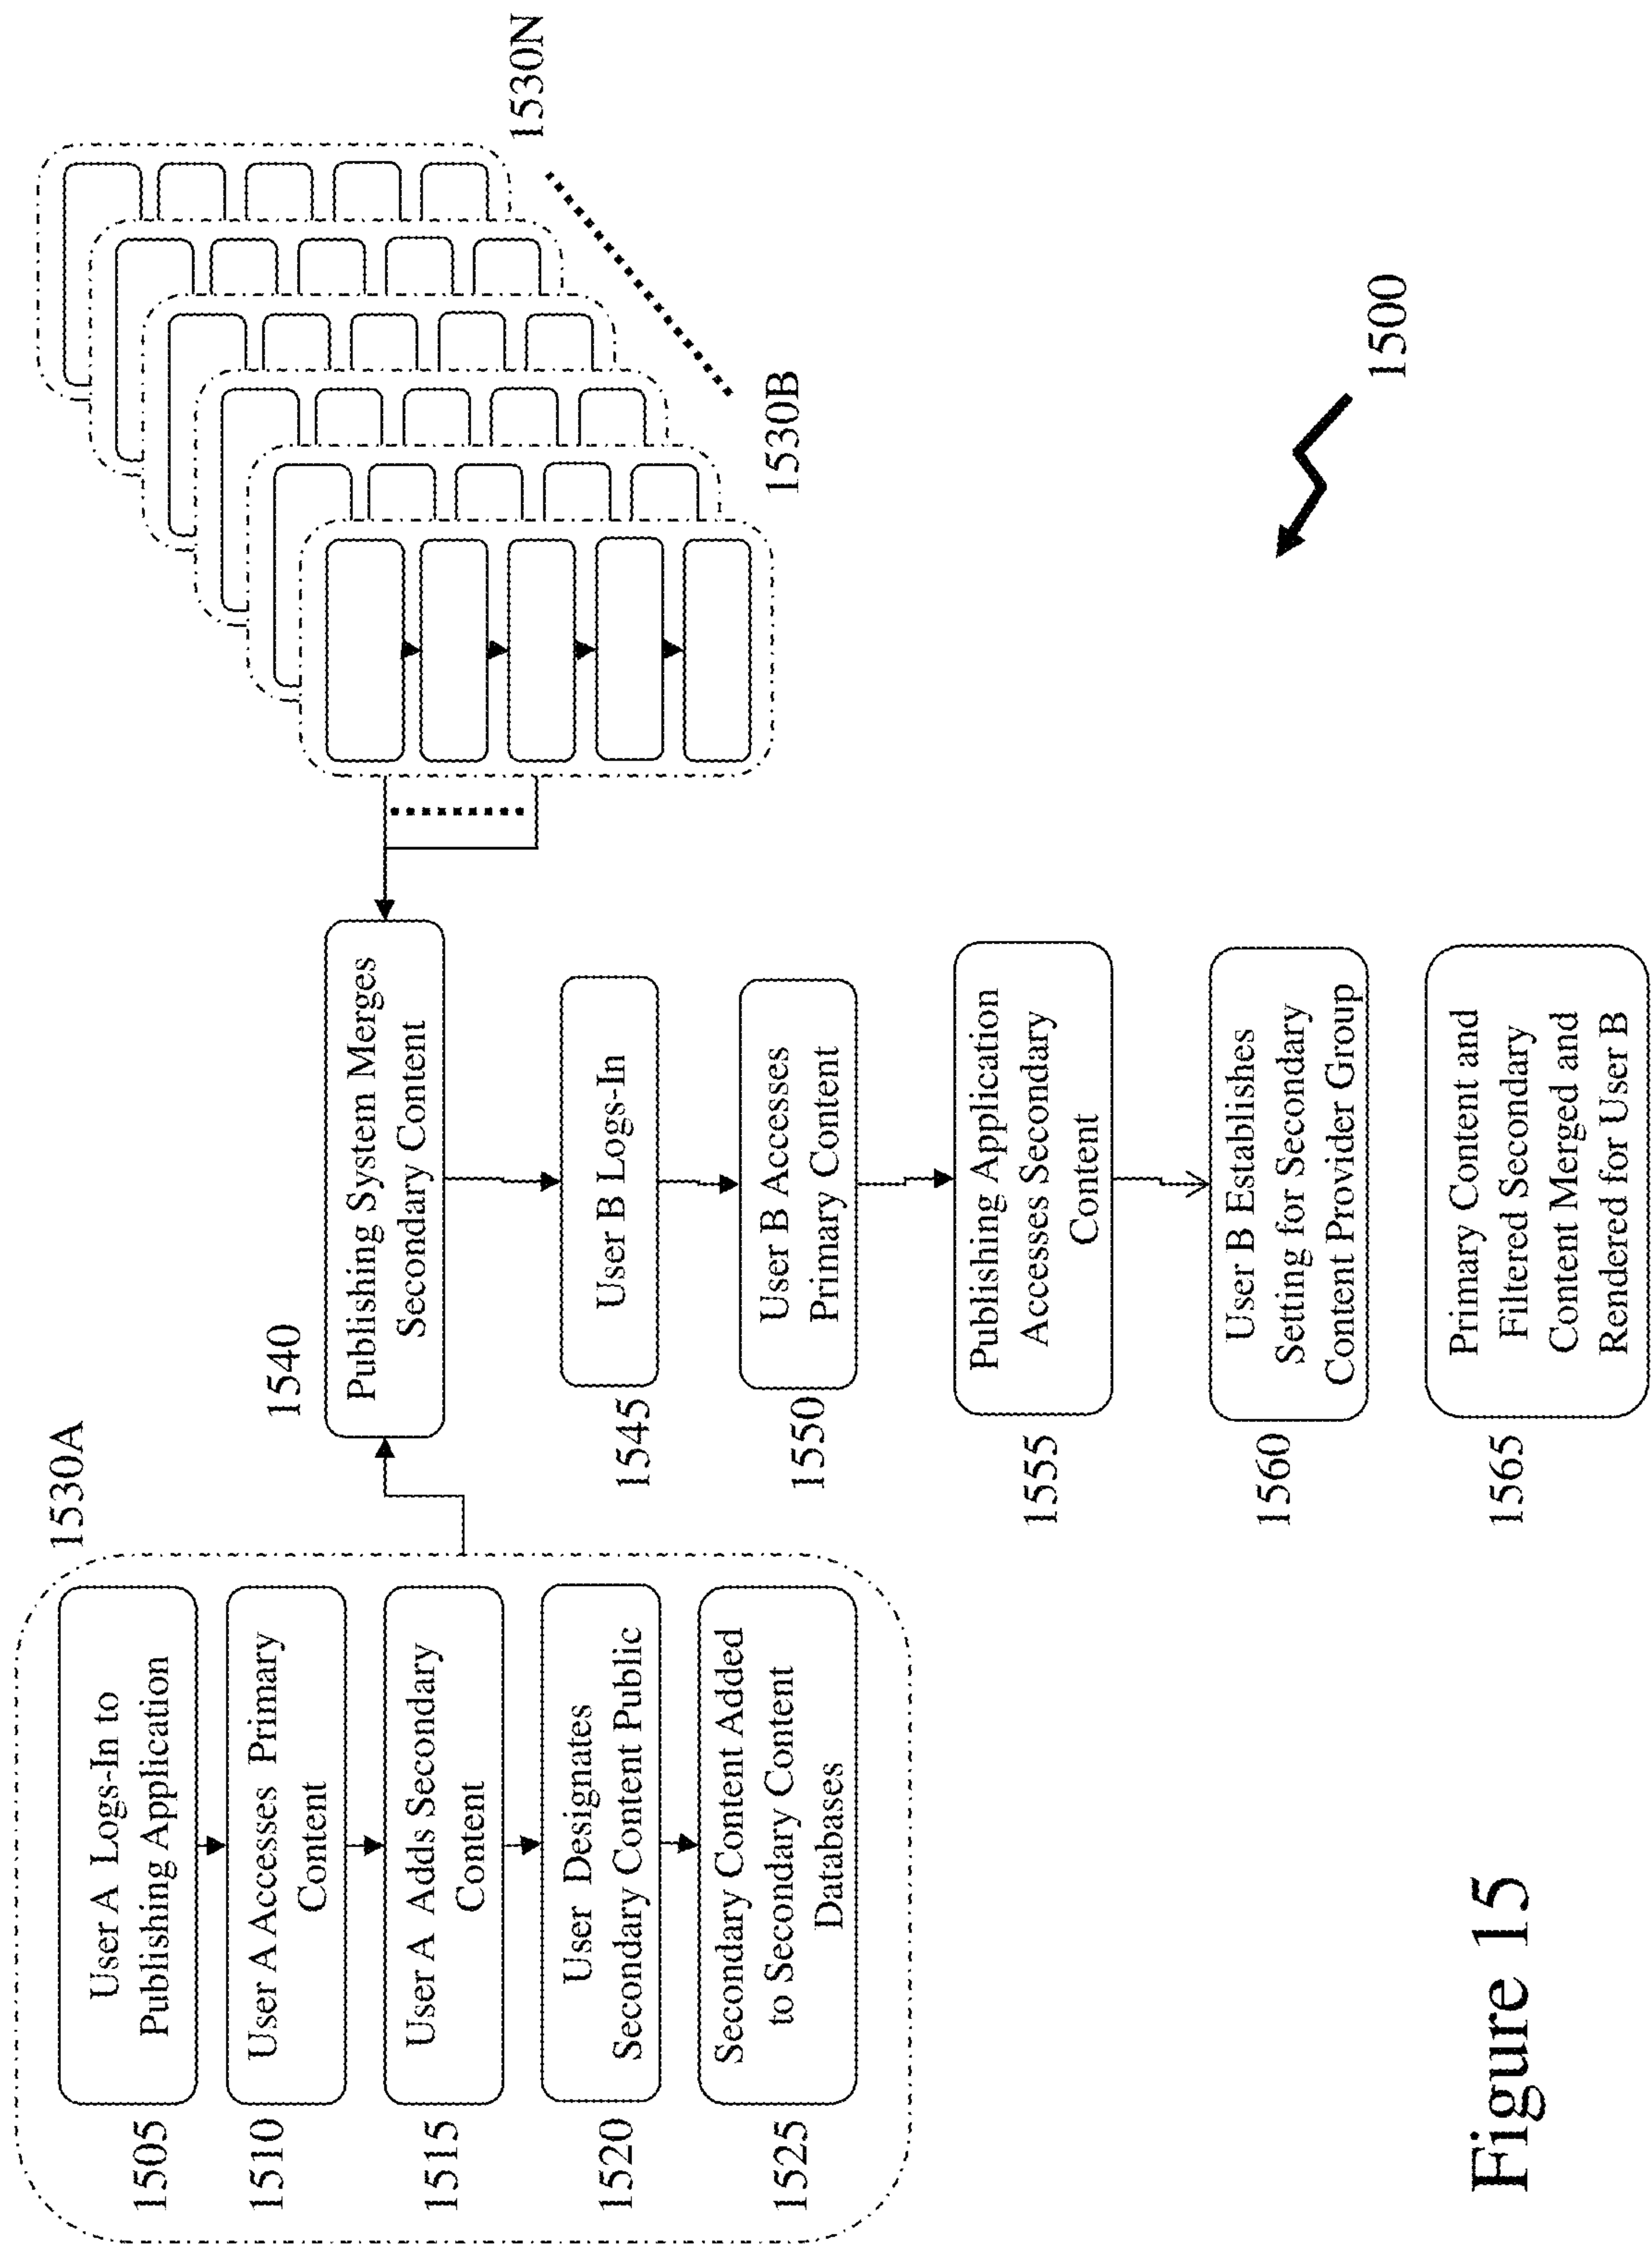 1530A
1505
User A Logs-In to
Publishing Application
1510
User A Accesses Primary
Content
1515
User A Adds Secondary
Content
1520
User Designates
Secondary Content Public
1525
Secondary Content Added
to Secondary Content
Databases
1540
Publishing System Merges
Secondary Content
1545
User B Logs-In
1550
User B Accesses
Primary Content
1555
Publishing Application
Accesses Secondary
Content
1560
User B Establishes
Setting for Secondary
Content Provider Group
1565
Primary Content and
Filtered Secondary
Content Merged and
Rendered for User B
1530N
1530B
1500
Figure 15